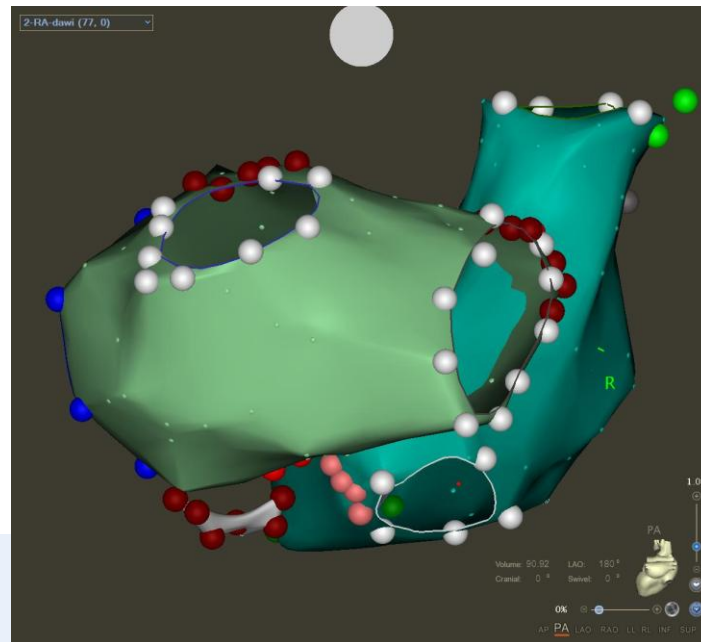 2-RA-dawi (77, 0)
R
1.0
PA
Volume: 90.92 LAO: 180 °
Cranial: 0 ° Swivel: 0 °
0%
AP PA LAO RAO LL RL INF SUP